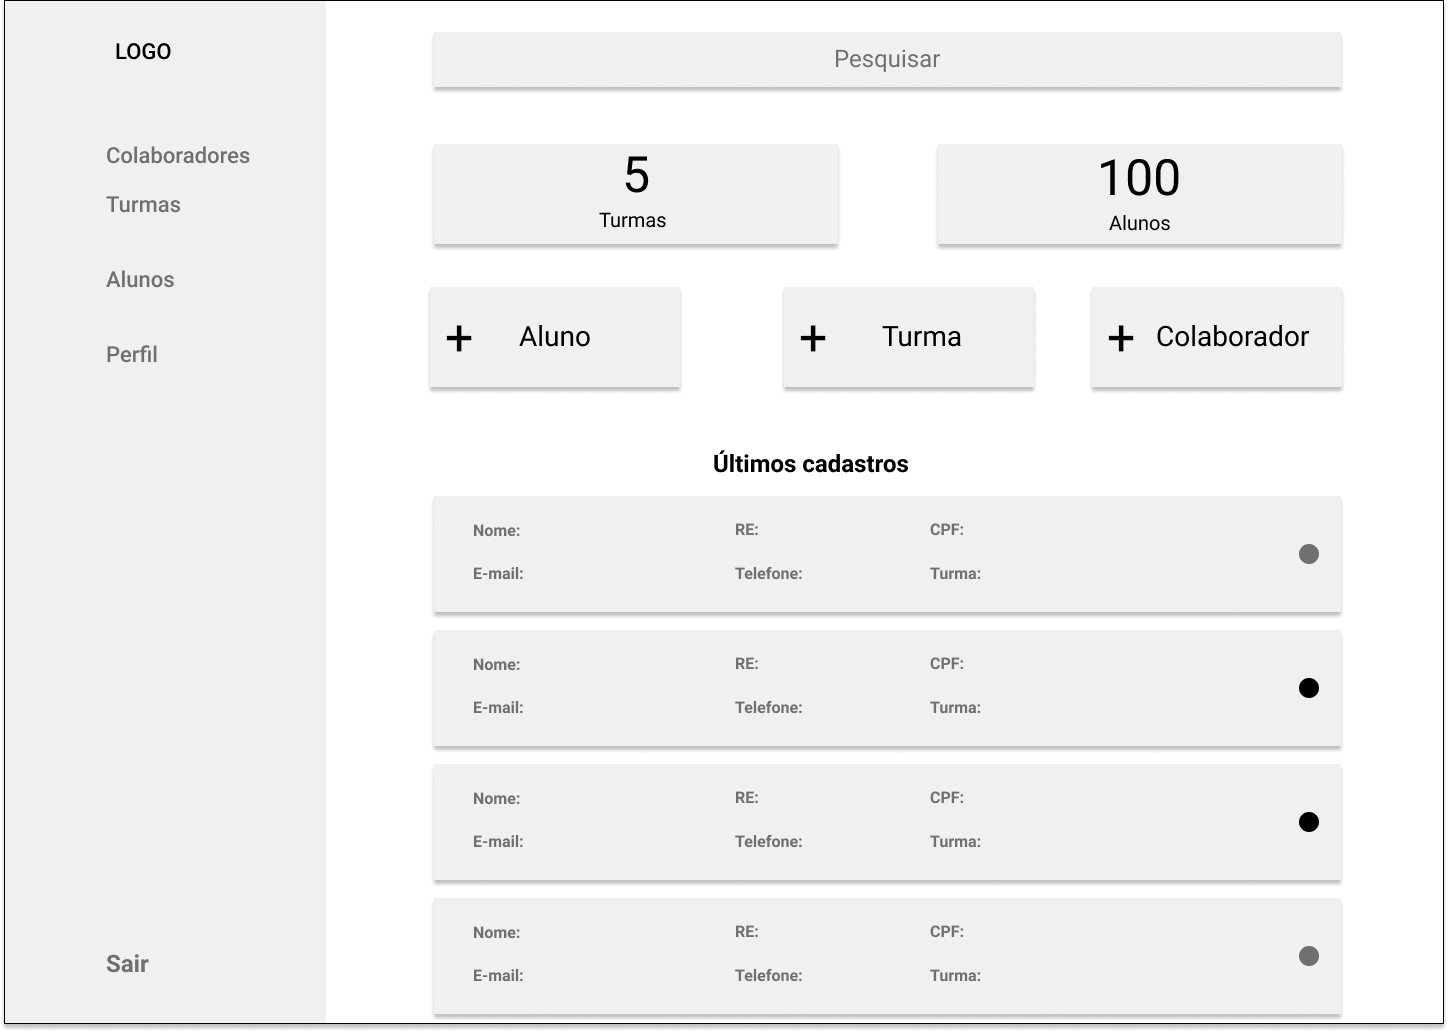 LOGO
Colaboradores
Turmas
Alunos
Perfil
Sair
Pesquisar
5
Turmas
100
Alunos
+ Aluno
+ Turma
+ Colaborador
Últimos cadastros
Nome: RE: CPF:
E-mail: Telefone: Turma:
Nome: RE: CPF:
E-mail: Telefone: Turma:
Nome: RE: CPF:
E-mail: Telefone: Turma:
Nome: RE: CPF:
E-mail: Telefone: Turma: